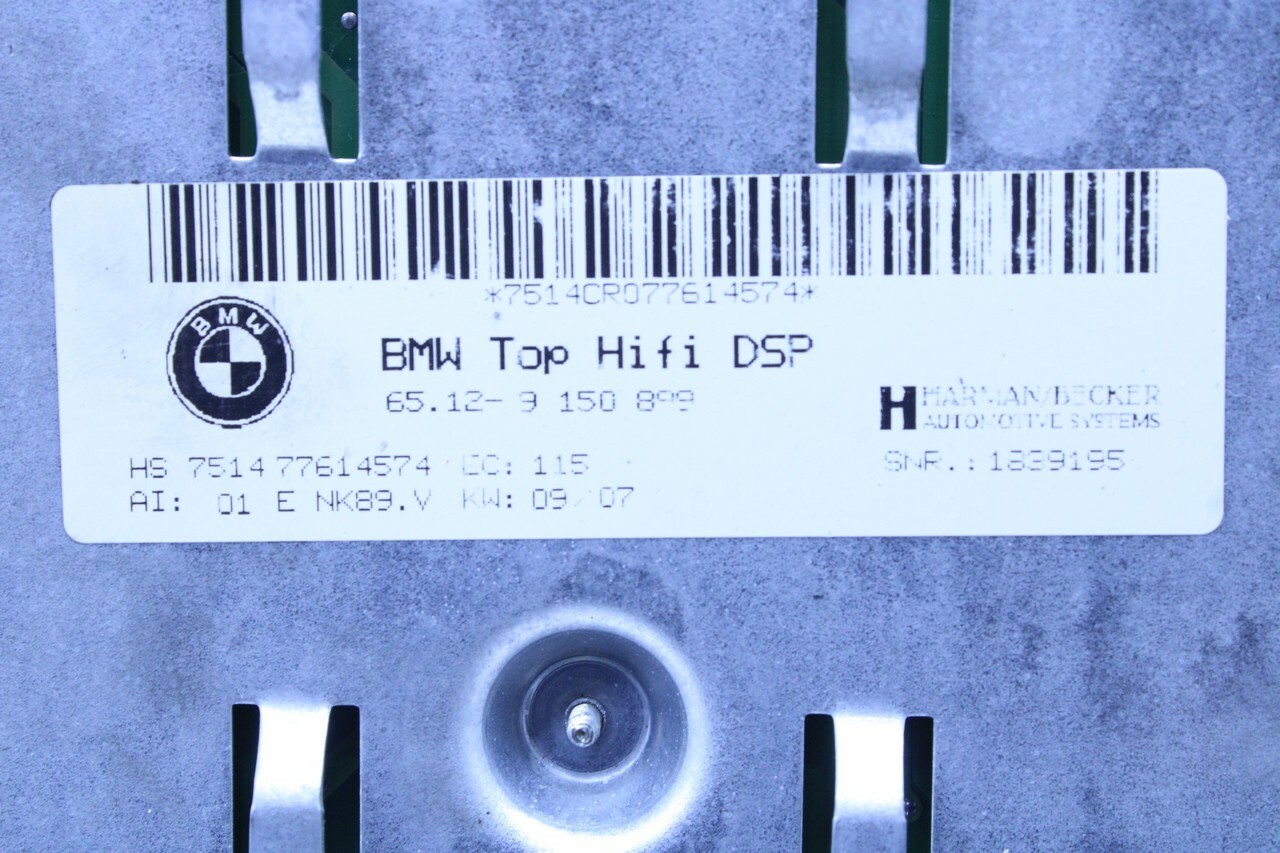 *7514CR077614574*
BMW
BMW Top Hifi DSP
65.12- 9 150 899
HARMAN/BECKER
AUTOMOTIVE SYSTEMS
HS 7514 77614574 CC: 115
SNR.: 1839195
AI: 01 E NK89.V KW: 09/07